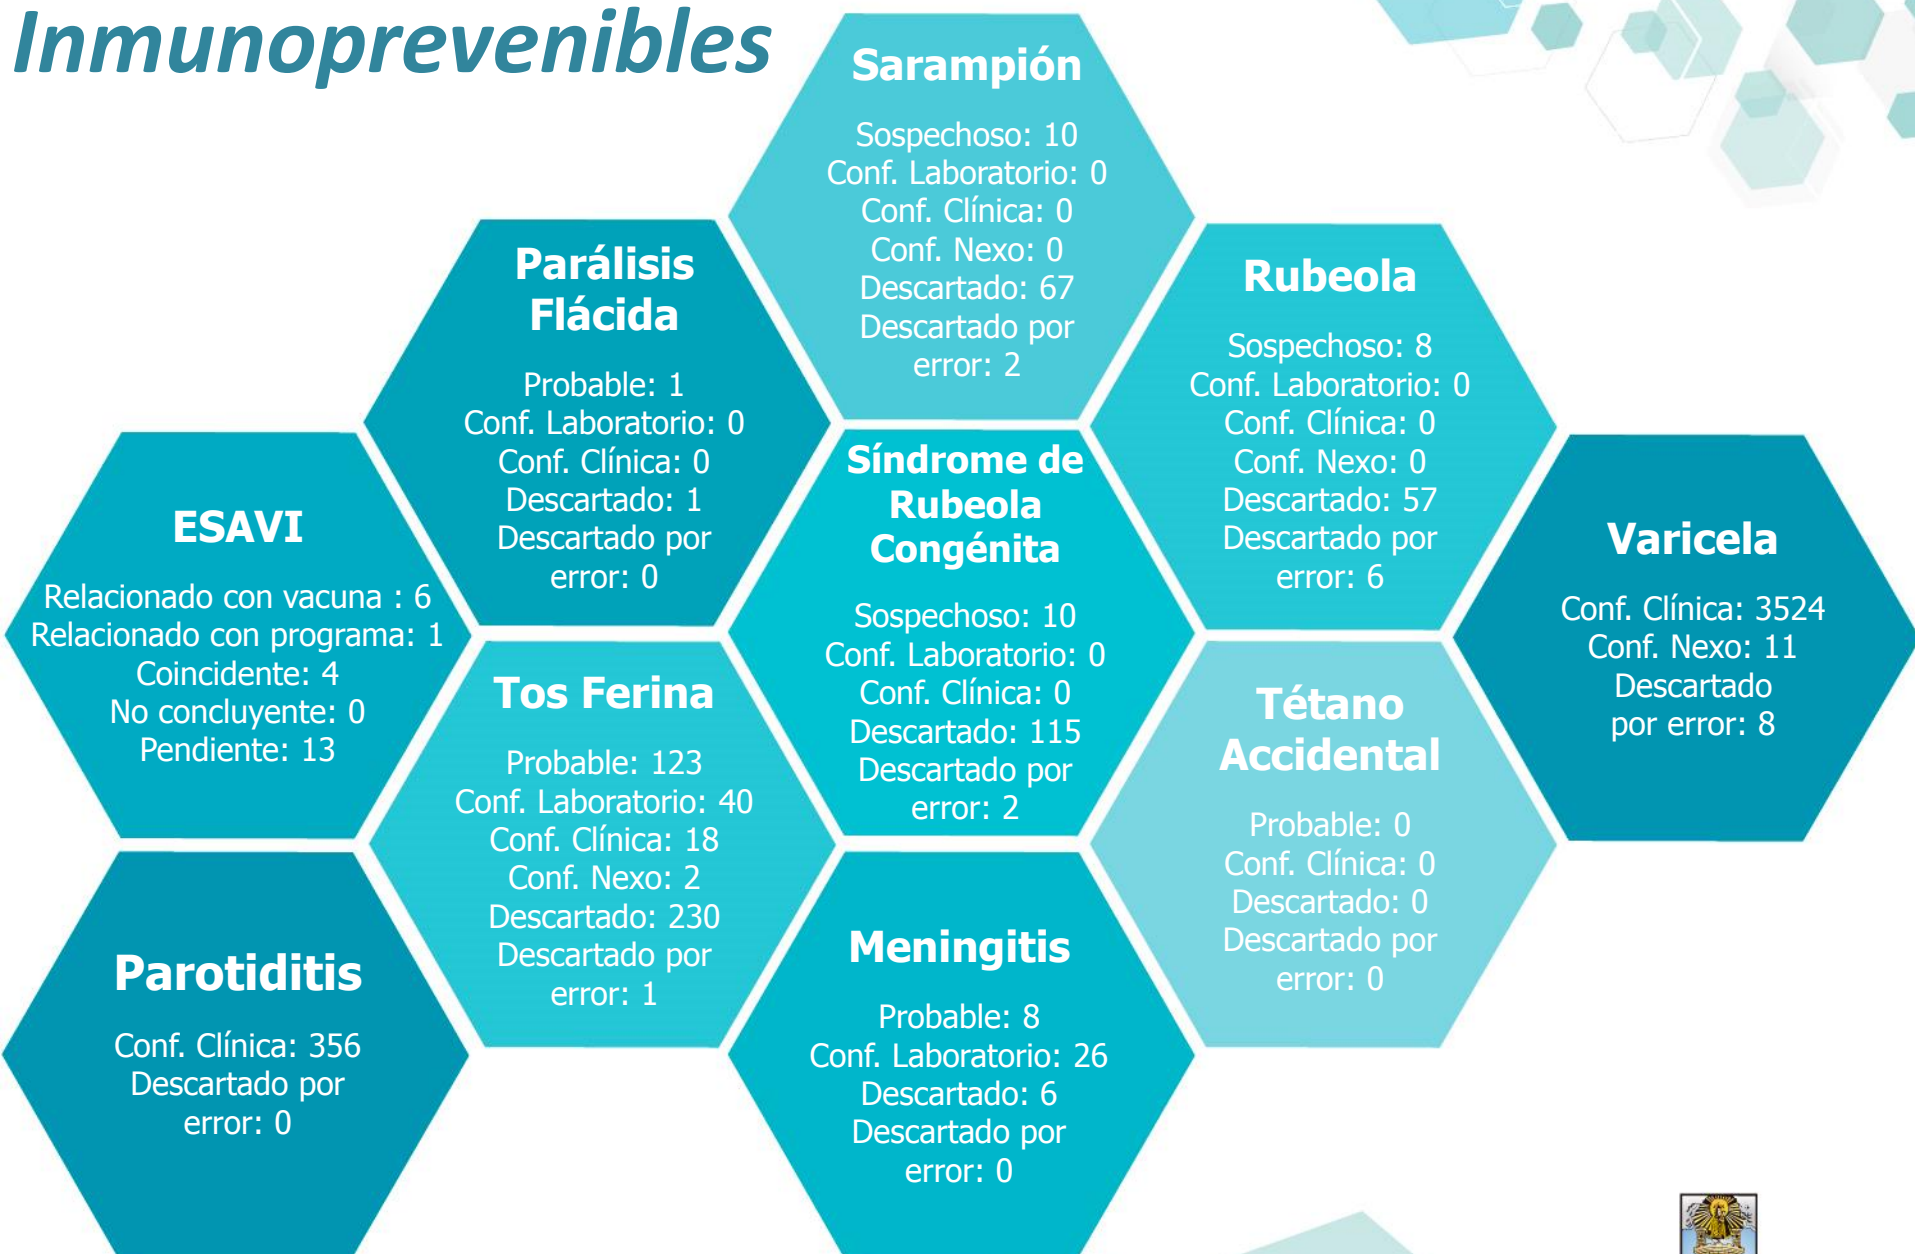 Inmunoprevenibles
Sarampión
Sospechoso: 10
Conf. Laboratorio: 0
Conf. Clínica: 0
Conf. Nexo: 0
Descartado: 67
Descartado por
error: 2
Parálisis
Flácida
Probable: 1
Conf. Laboratorio: 0
Conf. Clínica: 0
Descartado: 1
Descartado por
error: 0
Rubeola
Sospechoso: 8
Conf. Laboratorio: 0
Conf. Clínica: 0
Conf. Nexo: 0
Descartado: 57
Descartado por
error: 6
ESAVI
Relacionado con vacuna : 6
Relacionado con programa: 1
Coincidente: 4
No concluyente: 0
Pendiente: 13
Síndrome de
Rubeola
Congénita
Sospechoso: 10
Conf. Laboratorio: 0
Conf. Clínica: 0
Descartado: 115
Descartado por
error: 2
Varicela
Conf. Clínica: 3524
Conf. Nexo: 11
Descartado
por error: 8
Tos Ferina
Probable: 123
Conf. Laboratorio: 40
Conf. Clínica: 18
Conf. Nexo: 2
Descartado: 230
Descartado por
error: 1
Tétano
Accidental
Probable: 0
Conf. Clínica: 0
Descartado: 0
Descartado por
error: 0
Parotiditis
Conf. Clínica: 356
Descartado por
error: 0
Meningitis
Probable: 8
Conf. Laboratorio: 26
Descartado: 6
Descartado por
error: 0